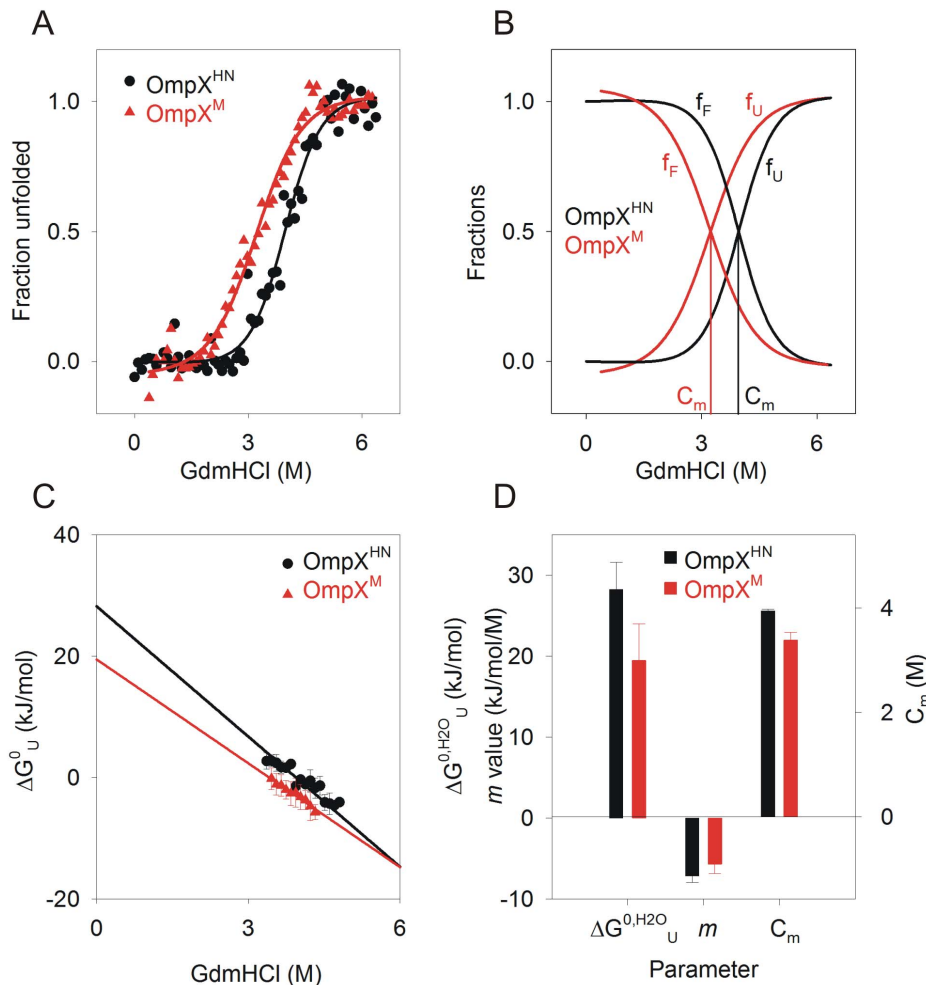 A
OmpX^HN
OmpX^M
1.0
0.5
0.0
Fraction unfolded
0 3 6
GdmHCl (M)
B
f_F f_U
f_F f_U
OmpX^HN
OmpX^M
C_m C_m
1.0
0.5
0.0
Fractions
0 3 6
GdmHCl (M)
C
OmpX^HN
OmpX^M
40
20
0
-20
ΔG^0_U (kJ/mol)
0 6
GdmHCl (M)
D
OmpX^HN
OmpX^M
30
20
10
0
-10
ΔG^0,H2O_U (kJ/mol)
m value (kJ/mol/M)
4
2
0
C_m (M)
ΔG^0,H2O_U m C_m
Parameter